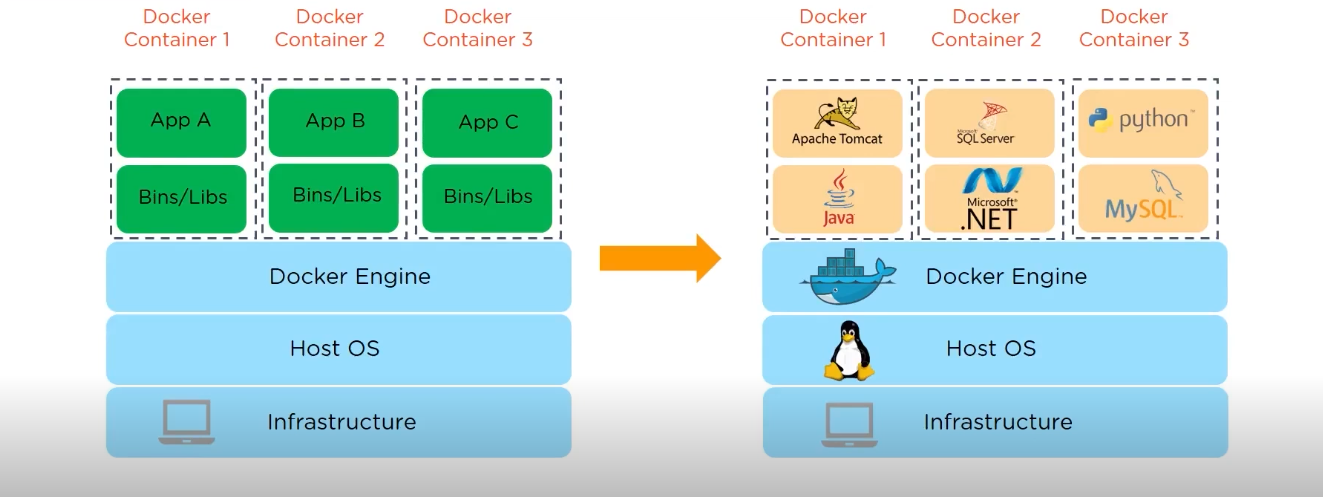 Docker
Container 1
Docker
Container 2
Docker
Container 3
App A
App B
App C
Bins/Libs
Bins/Libs
Bins/Libs
Docker Engine
Host OS
Infrastructure
Docker
Container 1
Docker
Container 2
Docker
Container 3
Apache Tomcat
Microsoft
SQL Server
python™
Java
Microsoft®
.NET
MySQL
Docker Engine
Host OS
Infrastructure